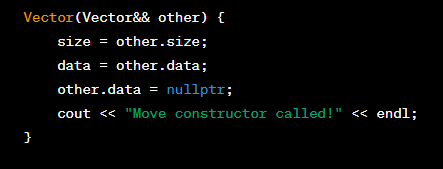 Vector(Vector&& other) {
    size = other.size;
    data = other.data;
    other.data = nullptr;
    cout << "Move constructor called!" << endl;
}